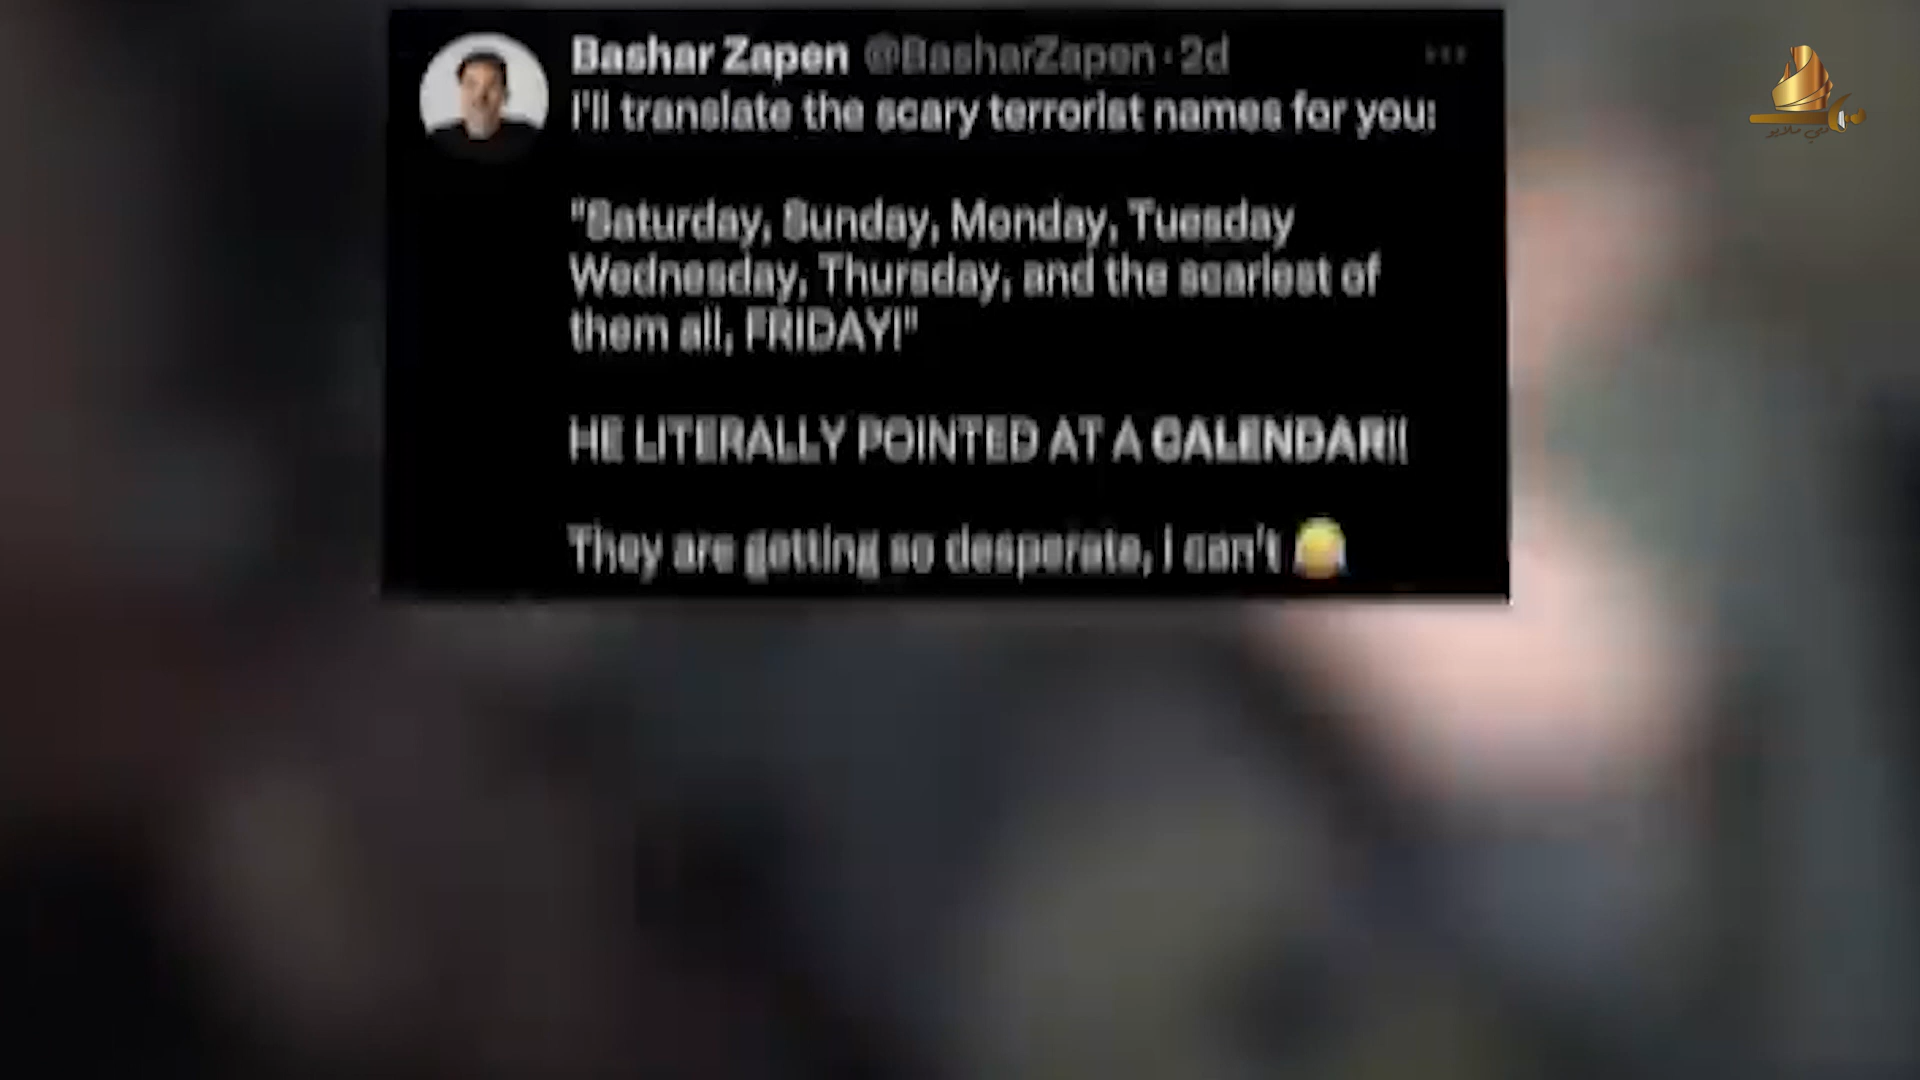 Bashar Zapen @BasharZapen · 2d
I'll translate the scary terrorist names for you:
"Saturday, Sunday, Monday, Tuesday
Wednesday, Thursday, and the scariest of
them all, FRIDAY!"
HE LITERALLY POINTED AT A CALENDAR!!
They are getting so desperate, I can't